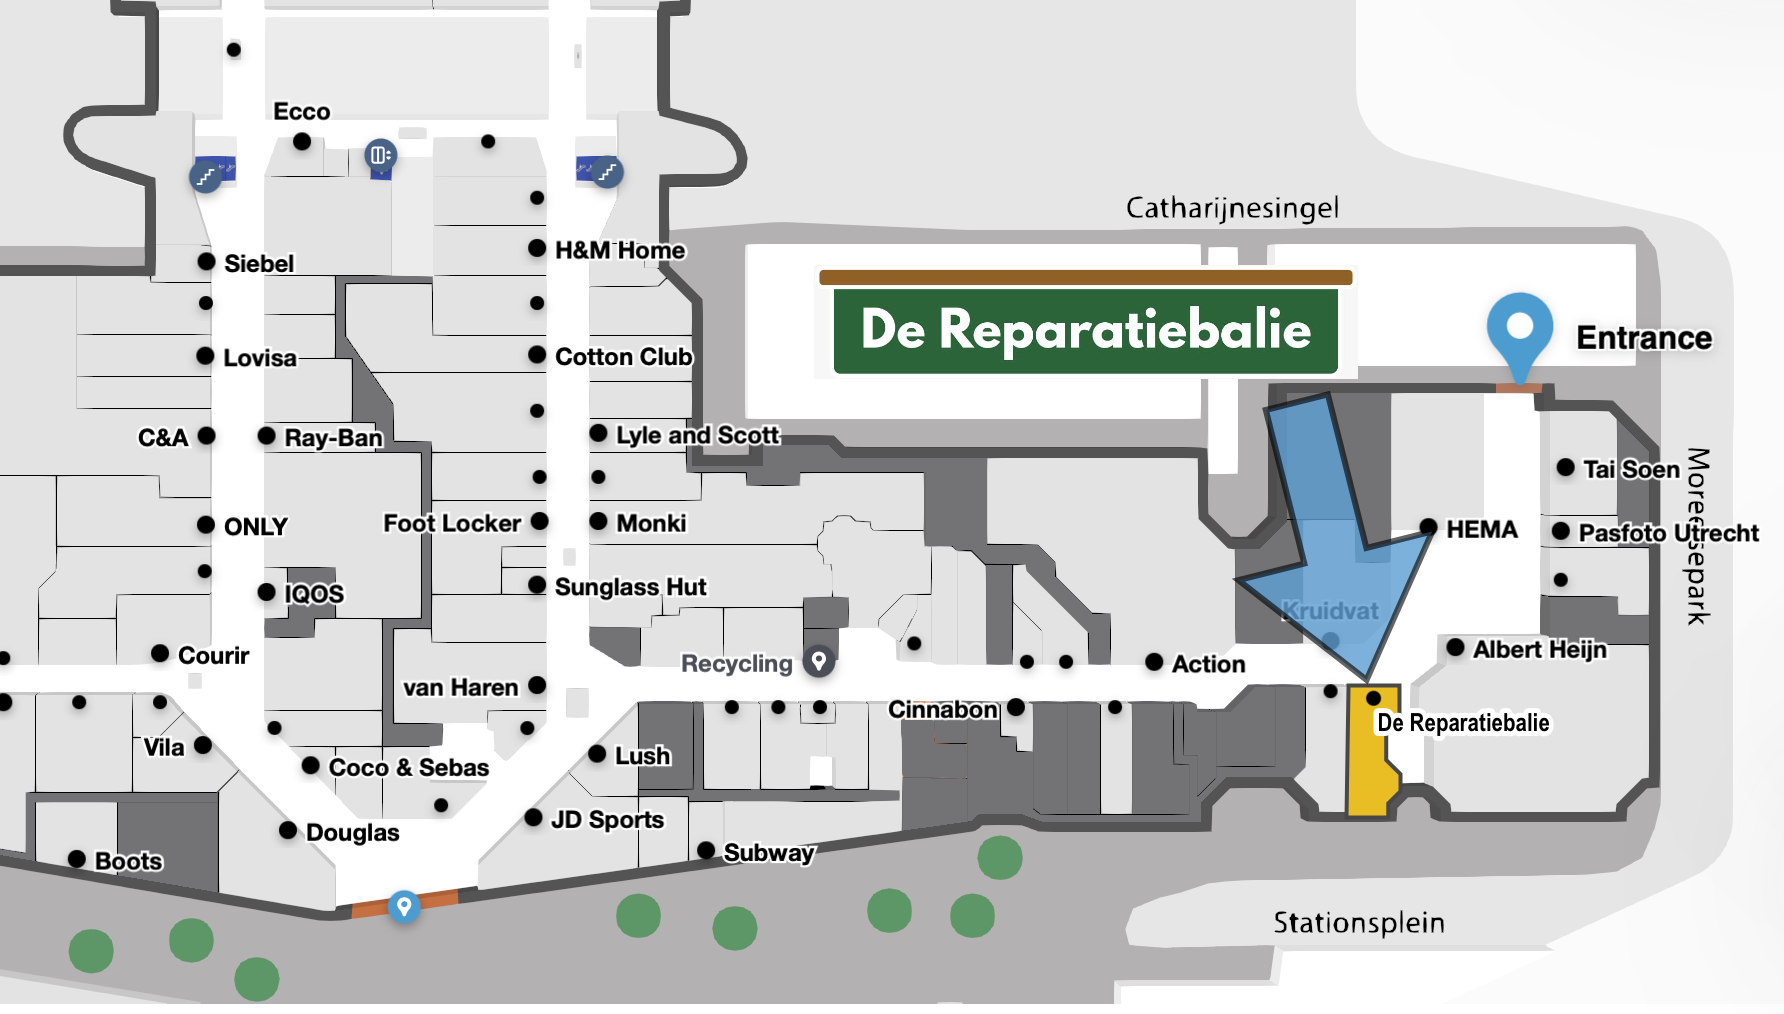 Ecco
Catharijnesingel
Siebel
H&M Home
De Reparatiebalie
Entrance
Lovisa
Cotton Club
C&A
Ray-Ban
Lyle and Scott
Tai Soen
Moreelsepark
ONLY
Foot Locker
Monki
HEMA
Pasfoto Utrecht
IQOS
Sunglass Hut
Kruidvat
Courir
Recycling
Action
Albert Heijn
van Haren
Cinnabon
De Reparatiebalie
Vila
Coco & Sebas
Lush
Douglas
JD Sports
Boots
Subway
Stationsplein